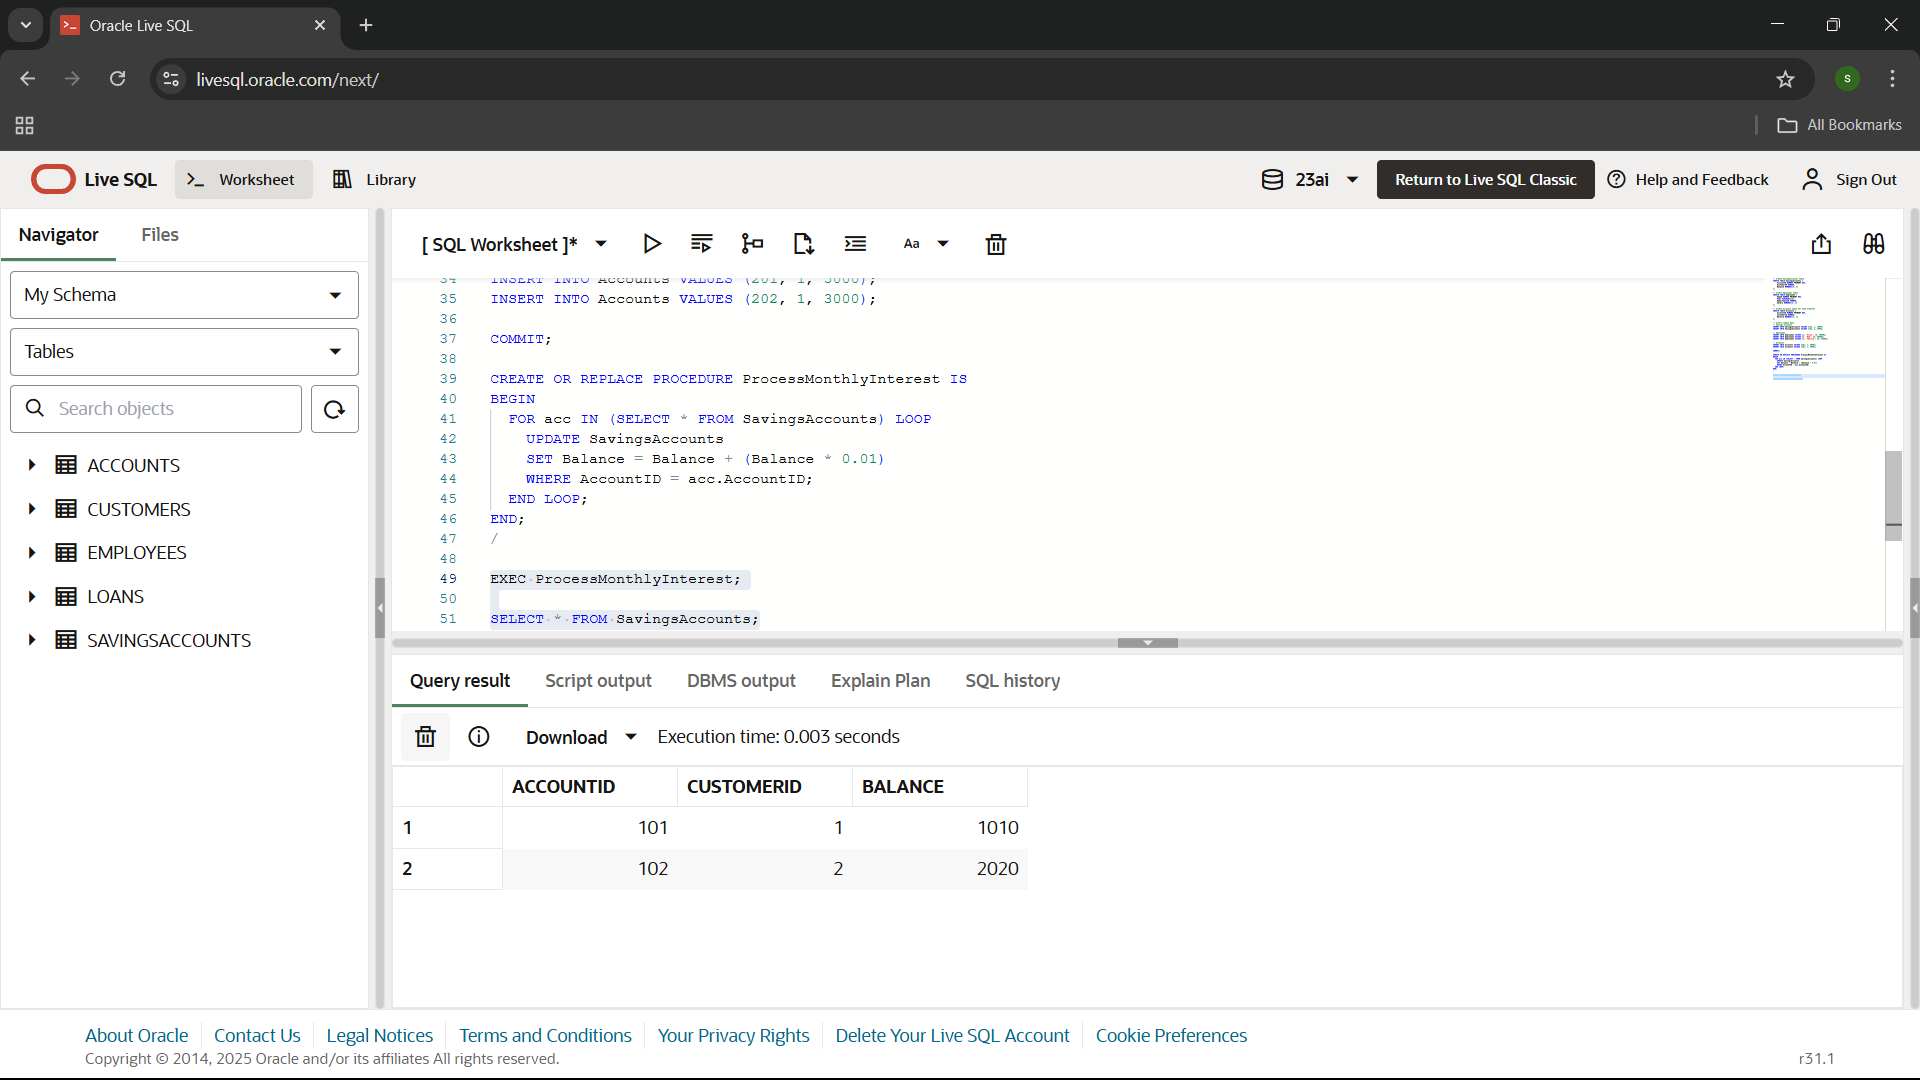 Oracle Live SQL
livesql.oracle.com/next/
S
All Bookmarks
Live SQL
Worksheet
Library
23ai
Return to Live SQL Classic
Help and Feedback
Sign Out
Navigator
Files
[ SQL Worksheet ]*
Aa
My Schema
Tables
Search objects
ACCOUNTS
CUSTOMERS
EMPLOYEES
LOANS
SAVINGSACCOUNTS
34 INSERT INTO Accounts VALUES (201, 1, 5000);
35 INSERT INTO Accounts VALUES (202, 1, 3000);
36
37 COMMIT;
38
39 CREATE OR REPLACE PROCEDURE ProcessMonthlyInterest IS
40 BEGIN
41 FOR acc IN (SELECT * FROM SavingsAccounts) LOOP
42 UPDATE SavingsAccounts
43 SET Balance = Balance + (Balance * 0.01)
44 WHERE AccountID = acc.AccountID;
45 END LOOP;
46 END;
47 /
48
49 EXEC ProcessMonthlyInterest;
50
51 SELECT * FROM SavingsAccounts;
Query result
Script output
DBMS output
Explain Plan
SQL history
Download
Execution time: 0.003 seconds
ACCOUNTID CUSTOMERID BALANCE
1 101 1 1010
2 102 2 2020
About Oracle
Contact Us
Legal Notices
Terms and Conditions
Your Privacy Rights
Delete Your Live SQL Account
Cookie Preferences
Copyright © 2014, 2025 Oracle and/or its affiliates All rights reserved.
r31.1